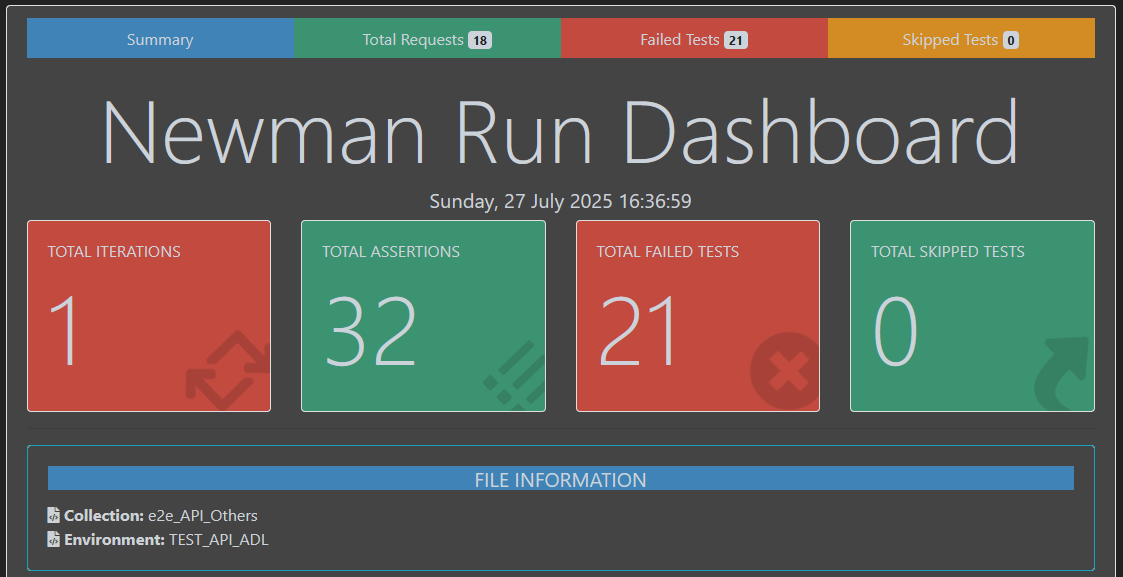 Summary
Total Requests 18
Failed Tests 21
Skipped Tests 0
Newman Run Dashboard
Sunday, 27 July 2025 16:36:59
TOTAL ITERATIONS
1
TOTAL ASSERTIONS
32
TOTAL FAILED TESTS
21
TOTAL SKIPPED TESTS
0
FILE INFORMATION
Collection: e2e_API_Others
Environment: TEST_API_ADL